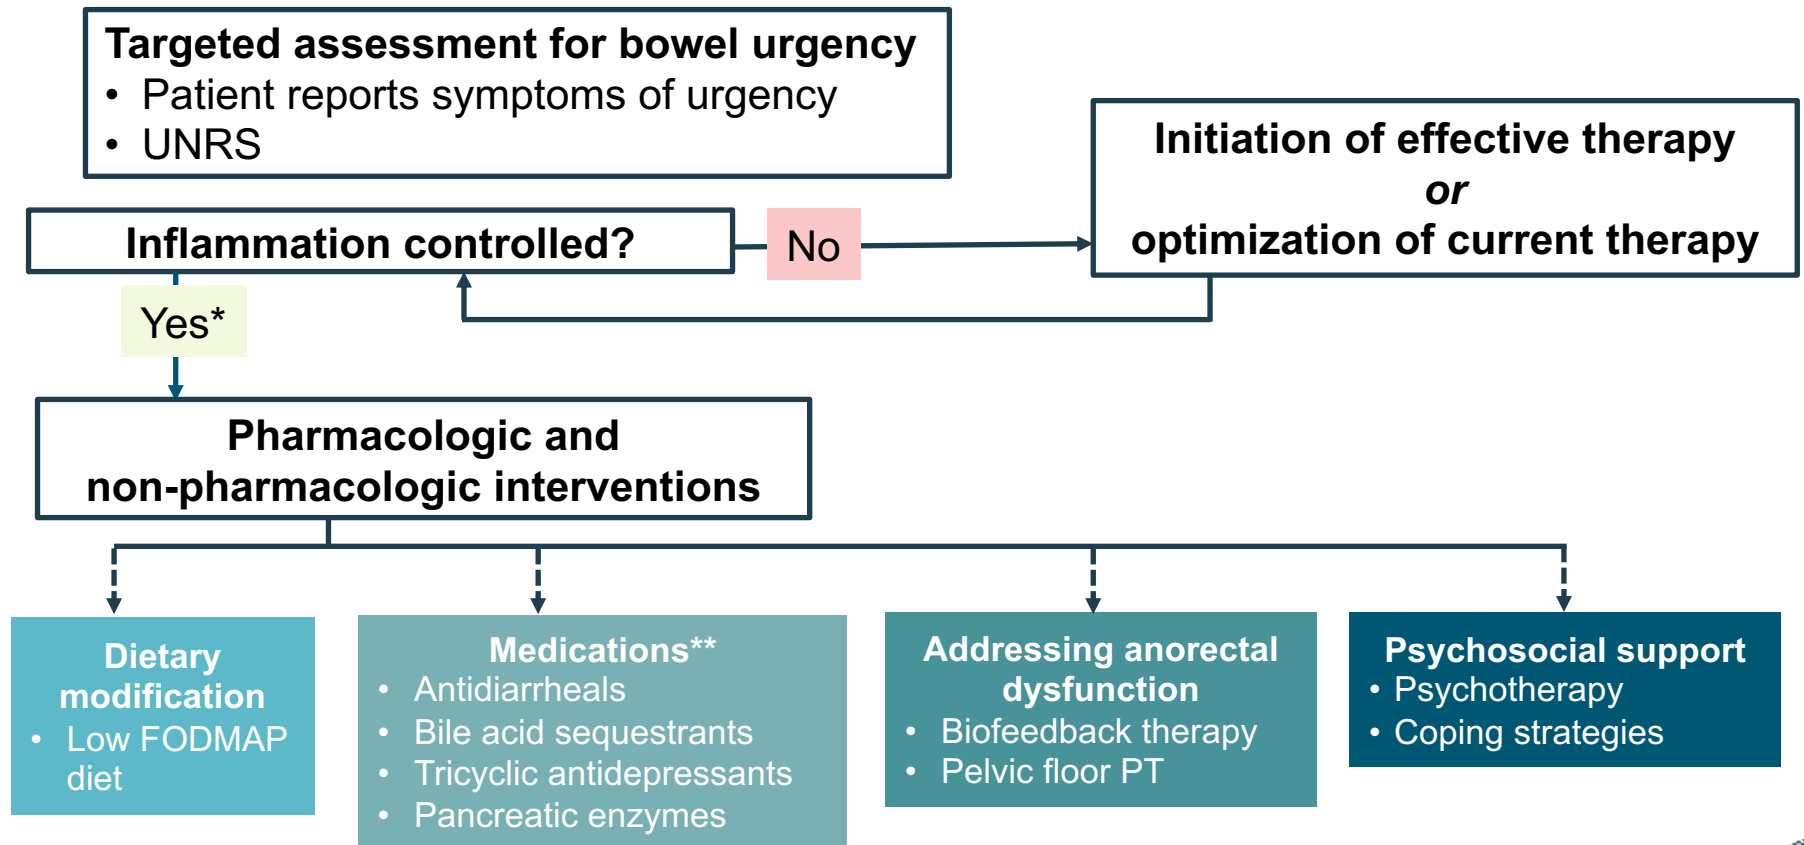 Targeted assessment for bowel urgency
• Patient reports symptoms of urgency
• UNRS
Initiation of effective therapy
or
optimization of current therapy
Inflammation controlled?
No
Yes*
Pharmacologic and
non-pharmacologic interventions
Dietary
modification
• Low FODMAP
diet
Medications**
• Antidiarrheals
• Bile acid sequestrants
• Tricyclic antidepressants
• Pancreatic enzymes
Addressing anorectal
dysfunction
• Biofeedback therapy
• Pelvic floor PT
Psychosocial support
• Psychotherapy
• Coping strategies